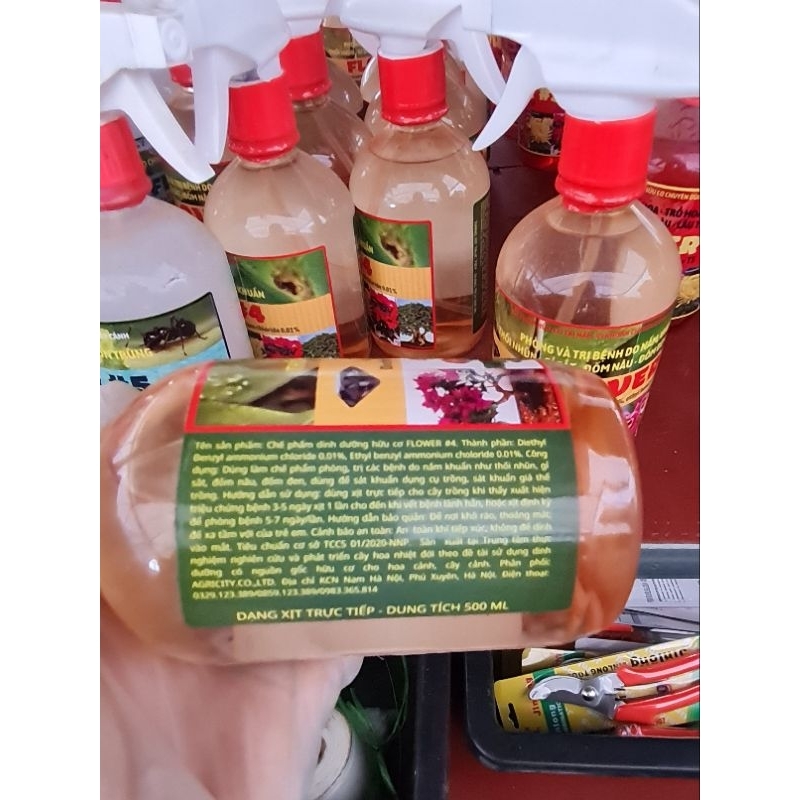 FL
KHUẨN
#4
chloride 0.01%
CẢNH
CÔN TRÙNG
PHÒNG VÀ TRỊ BỆNH DO NẤM
ĐỐM NÂU - ĐỐM
Tên sản phẩm: Chế phẩm dinh dưỡng hữu cơ FLOWER #4. Thành phần: Diethyl
Benzyl ammonium chloride 0.01%, Ethyl benzyl ammonium choloride 0.01%. Công
dụng: Dùng làm chế phẩm phòng, trị các bệnh do nấm khuẩn như thối nhũn, gỉ
sắt, đốm nâu, đốm đen, dùng để sát khuẩn dụng cụ trồng, sát khuẩn giá thể
trồng. Hướng dẫn sử dụng: dùng xịt trực tiếp cho cây trồng khi thấy xuất hiện
triệu chứng bệnh 3-5 ngày xịt 1 lần cho đến khi vết bệnh lành hẳn, hoặc xịt định kỳ
để phòng bệnh 5-7 ngày/lần. Hướng dẫn bảo quản: Để nơi khô ráo, thoáng mát,
để xa tầm với của trẻ em. Cảnh báo an toàn: An toàn khi tiếp xúc, không để dính
vào mắt. Tiêu chuẩn cơ sở TCCS 01/2020-NNP. Sản xuất tại Trung tâm thực
nghiệm nghiên cứu và phát triển cây hoa nhiệt đới theo đề tài sử dụng dinh
dưỡng có nguồn gốc hữu cơ cho hoa cảnh, cây cảnh. Phân phối:
AGRICITY CO.,LTD. Địa chỉ KCN Nam Hà Nội, Phú Xuyên, Hà Nội. Điện thoại:
0329.123.389/0859.123.389/0983.365.814
DẠNG XỊT TRỰC TIẾP - DUNG TÍCH 500 ML
Jinlong